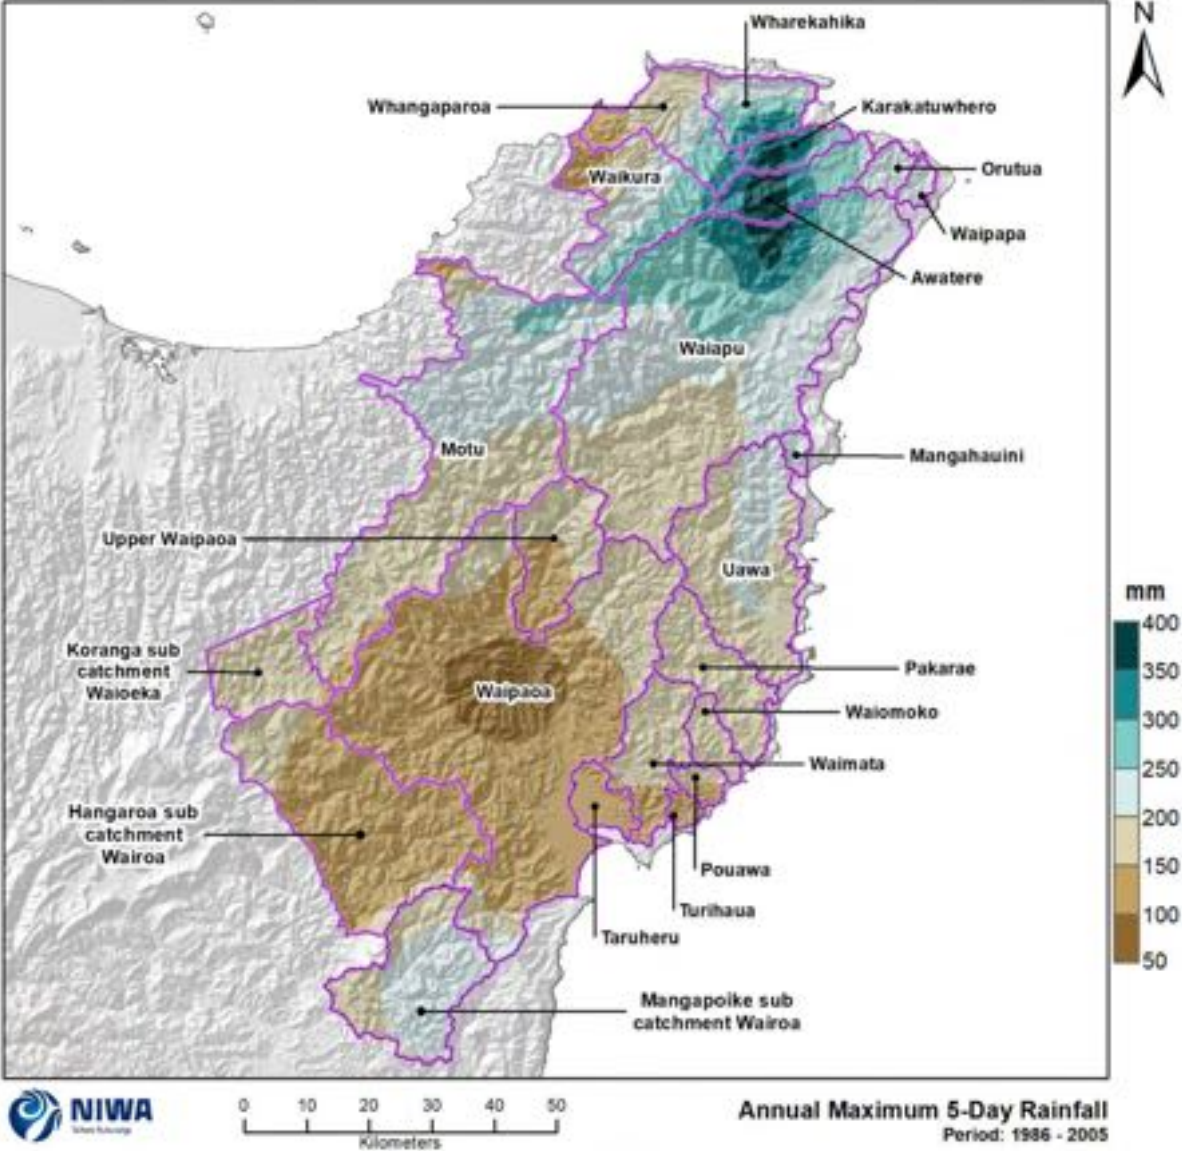 N
Wharekahika
Whangaparoa
Karakatuwhero
Orutua
Waikura
Waipapa
Awatere
Waiapu
Motu
Mangahauini
Upper Waipaoa
Uawa
mm
400
350
300
250
200
150
100
50
Koranga sub
catchment
Waioeka
Pakarae
Waipaoa
Waiomoko
Waimata
Hangaroa sub
catchment
Wairoa
Pouawa
Turihaua
Taruheru
Mangapoike sub
catchment Wairoa
NIWA
Taihoro Nukurangi
0 10 20 30 40 50
Kilometers
Annual Maximum 5-Day Rainfall
Period: 1986 - 2005